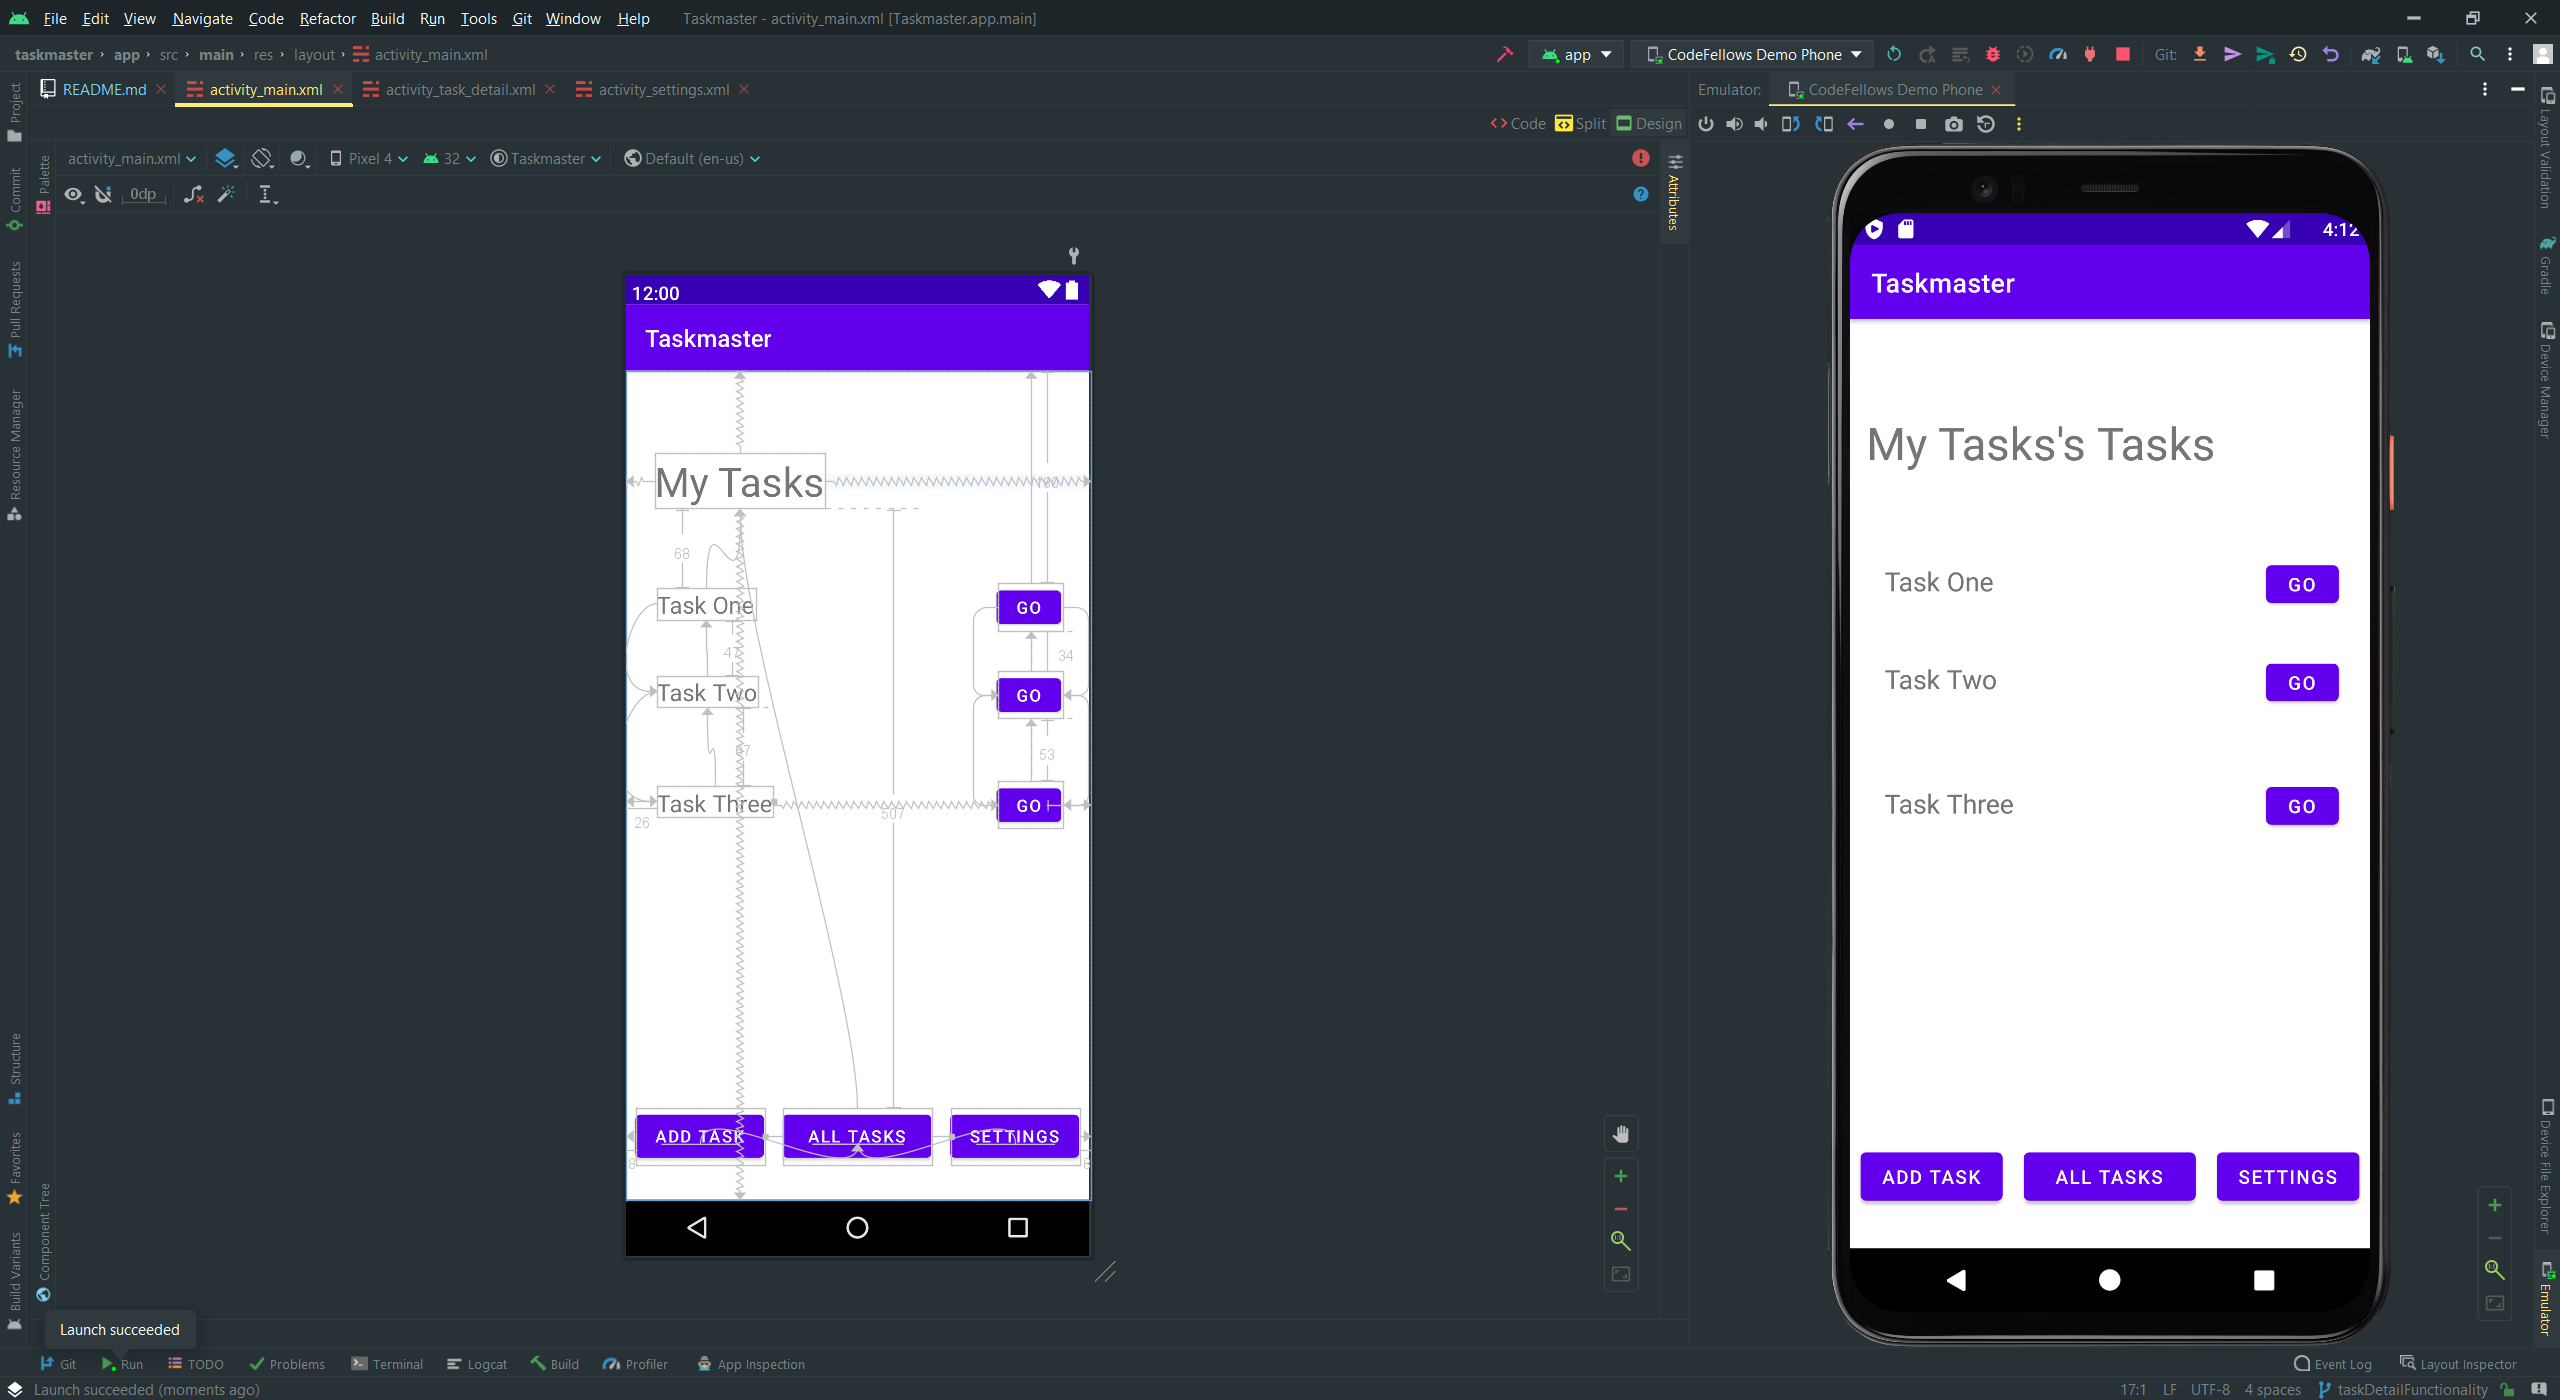 File Edit View Navigate Code Refactor Build Run Tools Git Window Help Taskmaster - activity_main.xml [Taskmaster.app.main]
taskmaster app src main res layout activity_main.xml
app CodeFellows Demo Phone Git:
README.md activity_main.xml activity_task_detail.xml activity_settings.xml
Emulator: CodeFellows Demo Phone
Code Split Design
activity_main.xml Pixel 4 32 Taskmaster Default (en-us)
0dp
Project
Commit
Pull Requests
Resource Manager
Structure
Favorites
Build Variants
Palette
Component Tree
Attributes
12:00
Taskmaster
My Tasks
68
Task One
GO
47
34
Task Two
GO
53
Task Three
GO
507
26
ADD TASK
ALL TASKS
SETTINGS
8
8
4:12
Taskmaster
My Tasks's Tasks
Task One
GO
Task Two
GO
Task Three
GO
ADD TASK
ALL TASKS
SETTINGS
Layout Validation
Gradle
Device Manager
Device File Explorer
Emulator
Launch succeeded
Git Run TODO Problems Terminal Logcat Build Profiler App Inspection
Event Log Layout Inspector
Launch succeeded (moments ago)
17:1 LF UTF-8 4 spaces taskDetailFunctionality